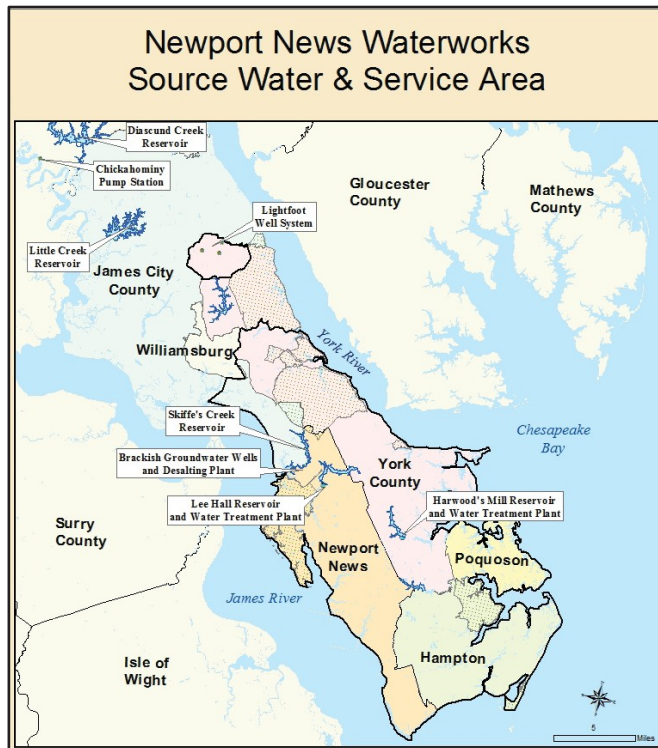 Newport News Waterworks
Source Water & Service Area
Diascund Creek
Reservoir
Chickahominy
Pump Station
Gloucester
County
Mathews
County
Lightfoot
Well System
Little Creek
Reservoir
James City
County
York River
Williamsburg
Skiffe's Creek
Reservoir
Chesapeake
Bay
Brackish Groundwater Wells
and Desalting Plant
York
County
Lee Hall Reservoir
and Water Treatment Plant
Harwood's Mill Reservoir
and Water Treatment Plant
Surry
County
Newport
News
Poquoson
James River
Hampton
Isle of
Wight
5
Miles